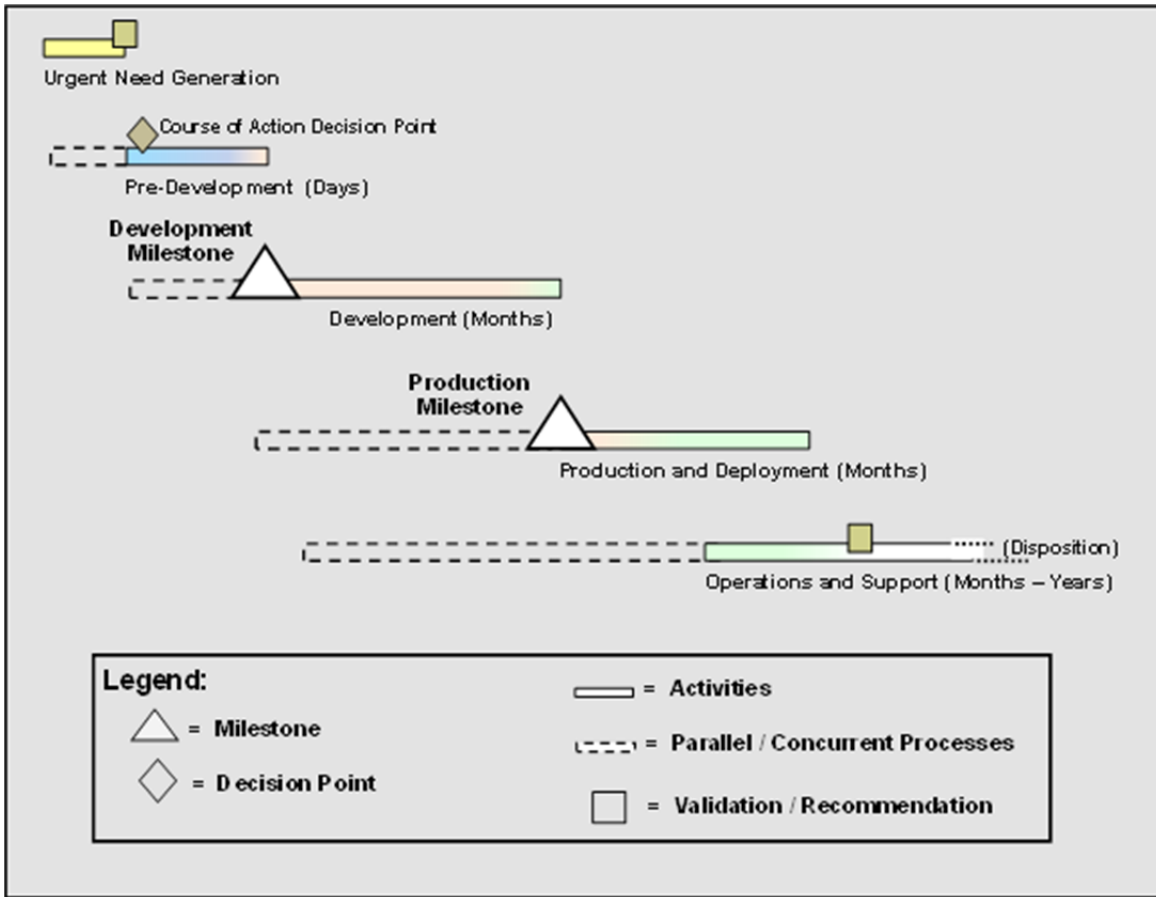 Urgent Need Generation
Course of Action Decision Point
Pre-Development (Days)
Development
Milestone
Development (Months)
Production
Milestone
Production and Deployment (Months)
(Disposition)
Operations and Support (Months – Years)
Legend:
= Milestone
= Decision Point
= Activities
= Parallel / Concurrent Processes
= Validation / Recommendation